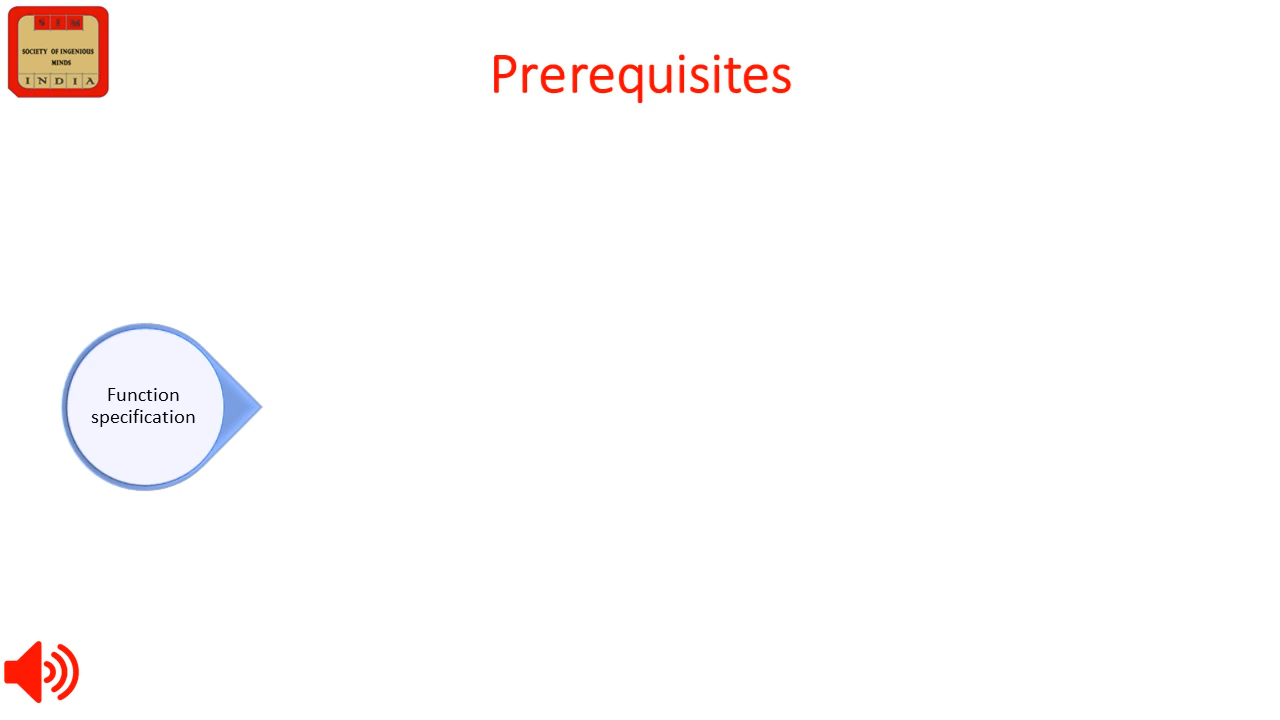 S I M
SOCIETY OF INGENIOUS
MINDS
I N D I A
Prerequisites
Function
specification